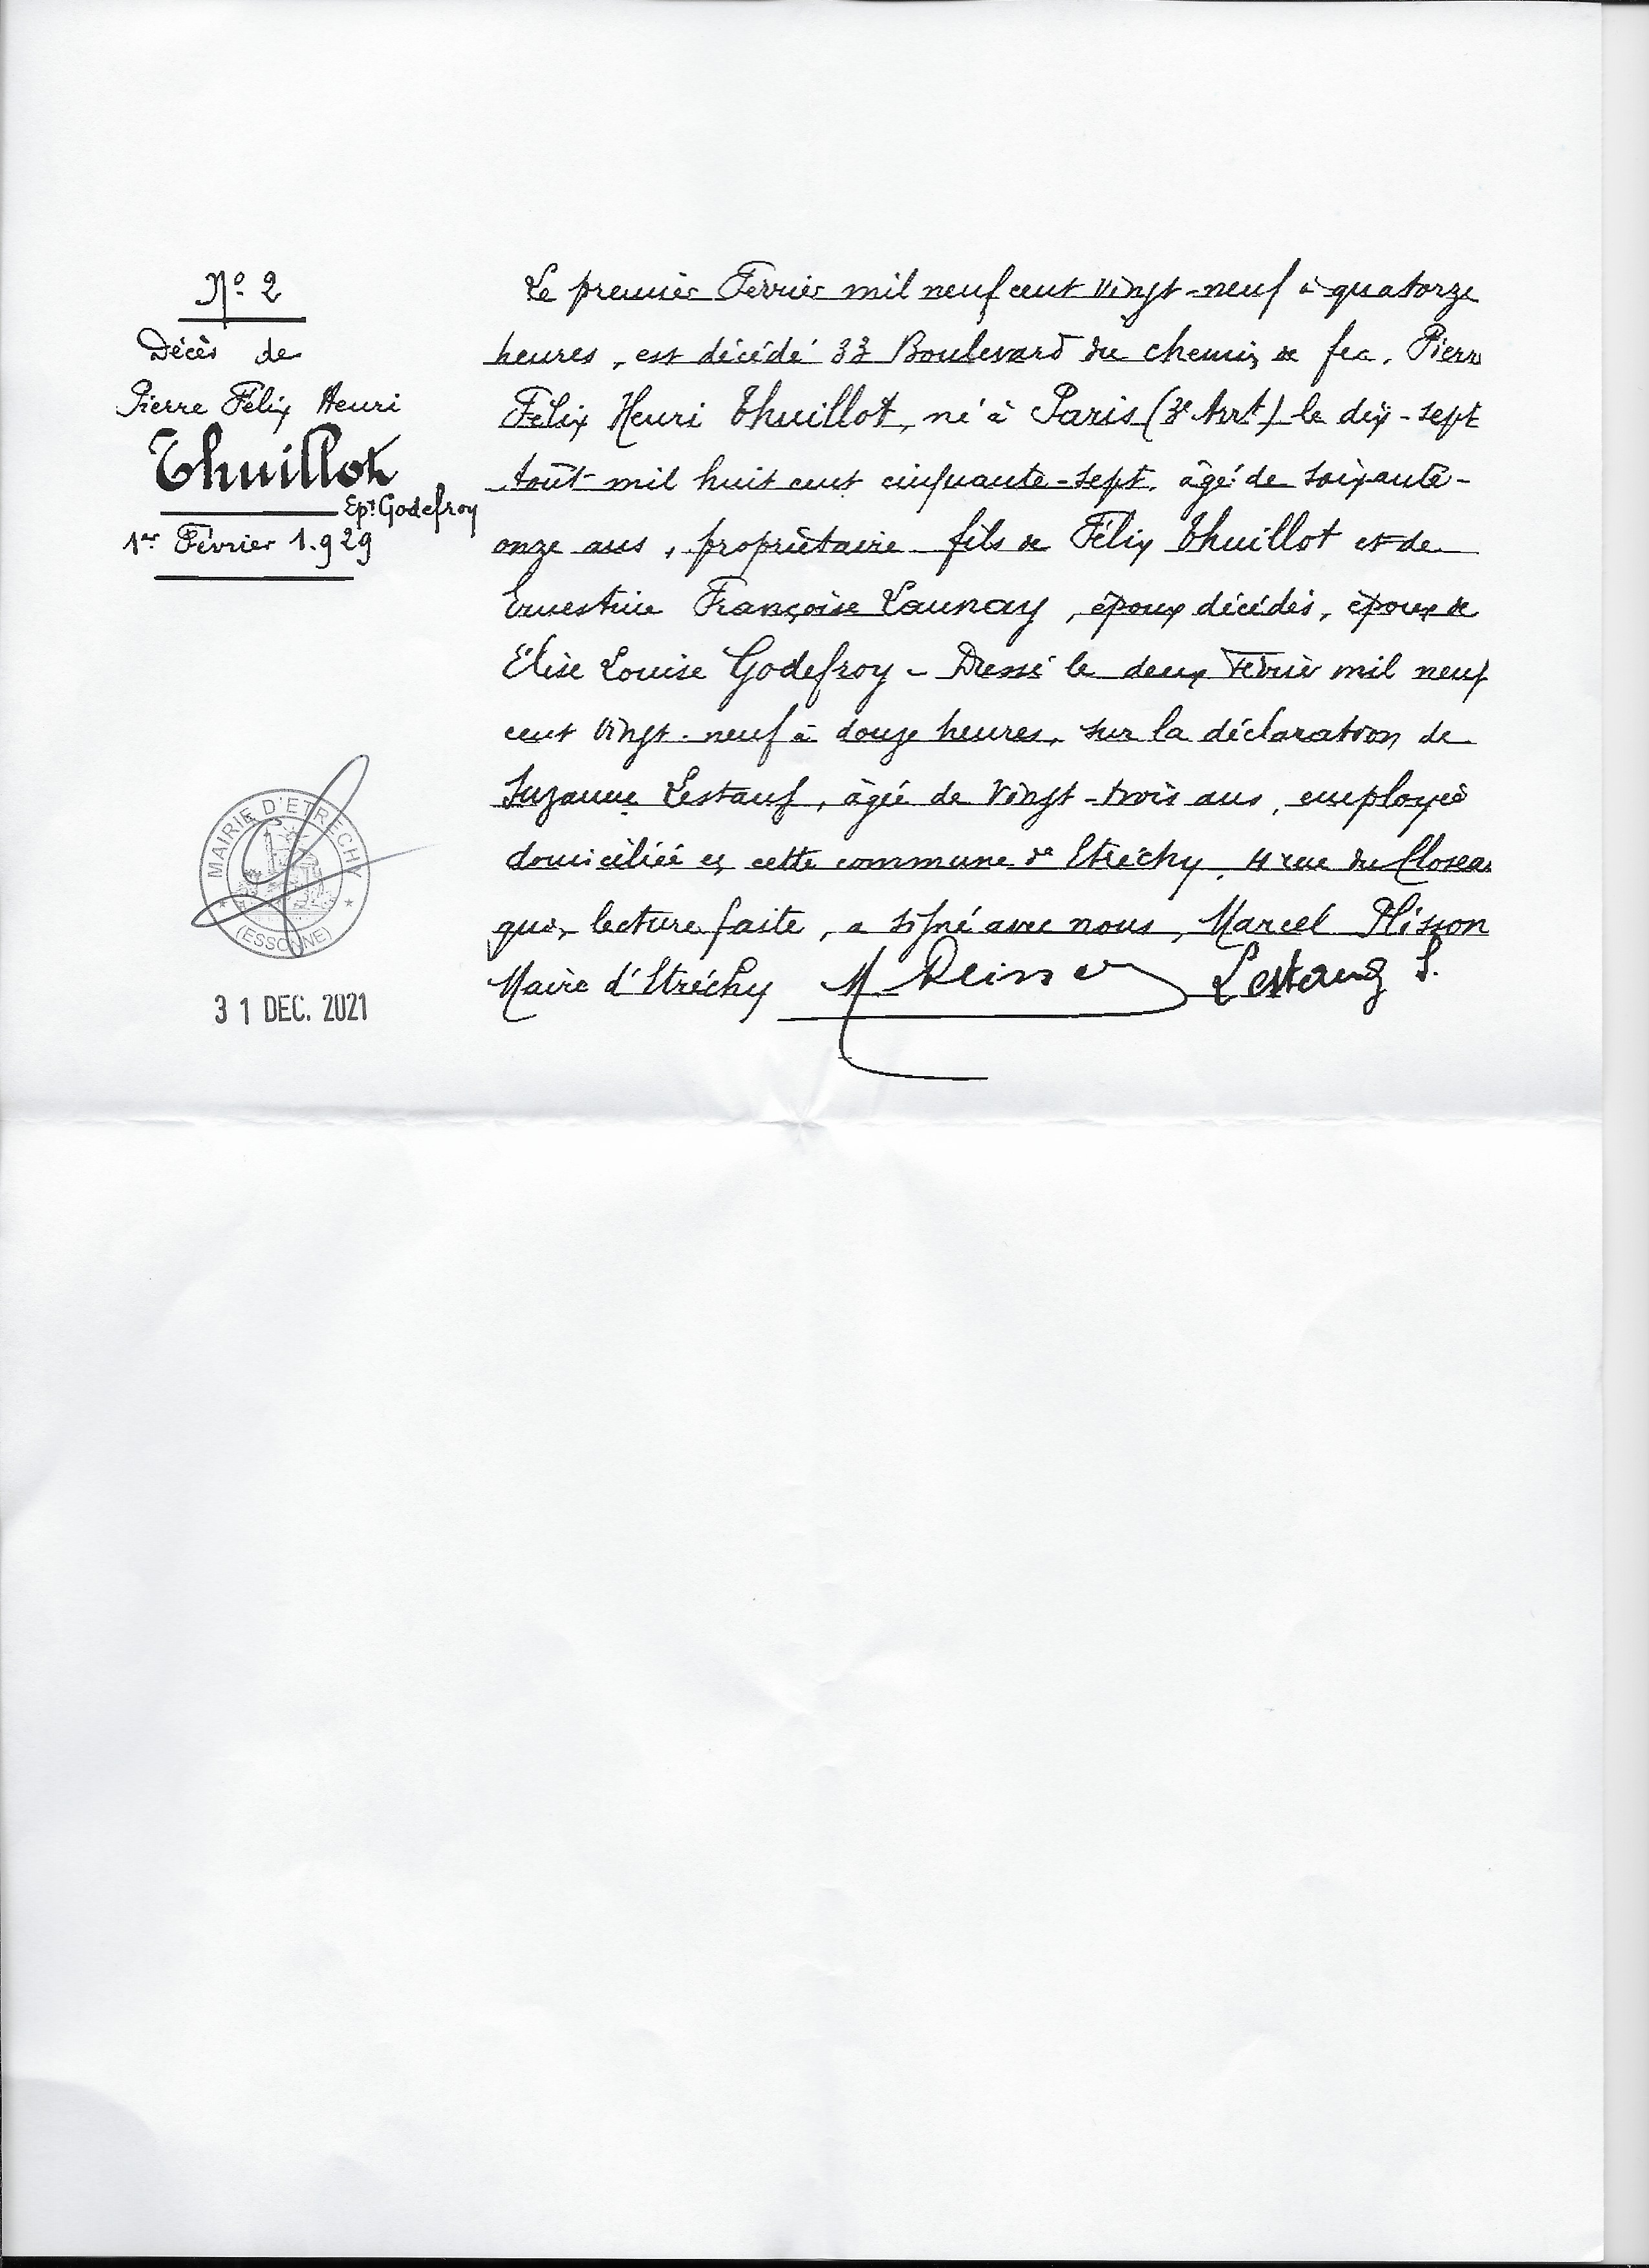 N° 2
Décès de
Pierre Félix Henri
Thuillot
Ep.x Godefroy
1er Février 1.929
Le premier Février mil neuf cent vingt-neuf à quatorze
heures, est décédé 33 Boulevard du chemin de fer, Pierre
Félix Henri Thuillot, né à Paris (3e Arrt) le dix-sept
Août mil huit cent cinquante-sept, âgé de soixante-
onze ans, propriétaire fils de Félix Thuillot et de
Ernestine Françoise Launay, époux décédés, époux de
Elise Louise Godefroy - Dressé le deux Février mil neuf
cent vingt-neuf à douze heures, sur la déclaration de
Suzanne Lestang, âgée de vingt-trois ans, employée
domiciliée en cette commune de Etréchy, 4 rue du Closeau
qui, lecture faite, a signé avec nous, Marcel Plisson
Maire d'Etréchy M Plisson Lestang S.
MAIRIE D'ETRECHY
(ESSONNE)
31 DEC. 2021